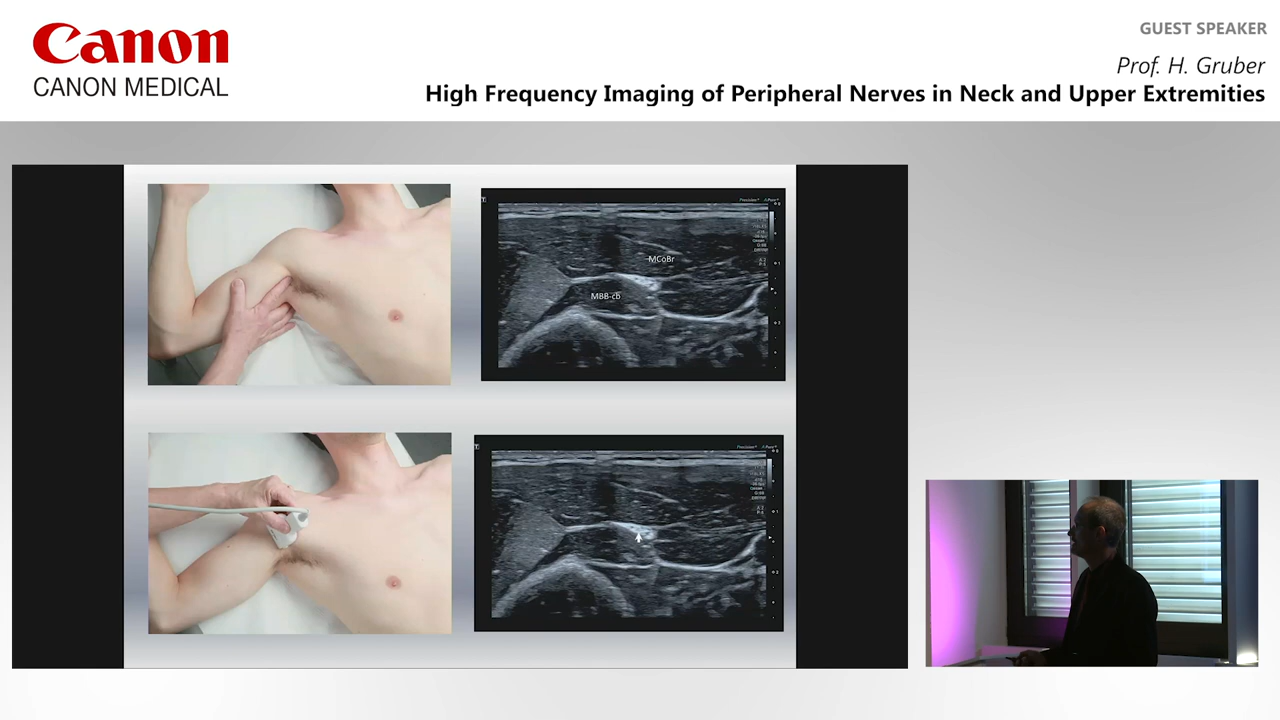 Canon
CANON MEDICAL
GUEST SPEAKER
Prof. H. Gruber
High Frequency Imaging of Peripheral Nerves in Neck and Upper Extremities
MCoBr
MBB-cb